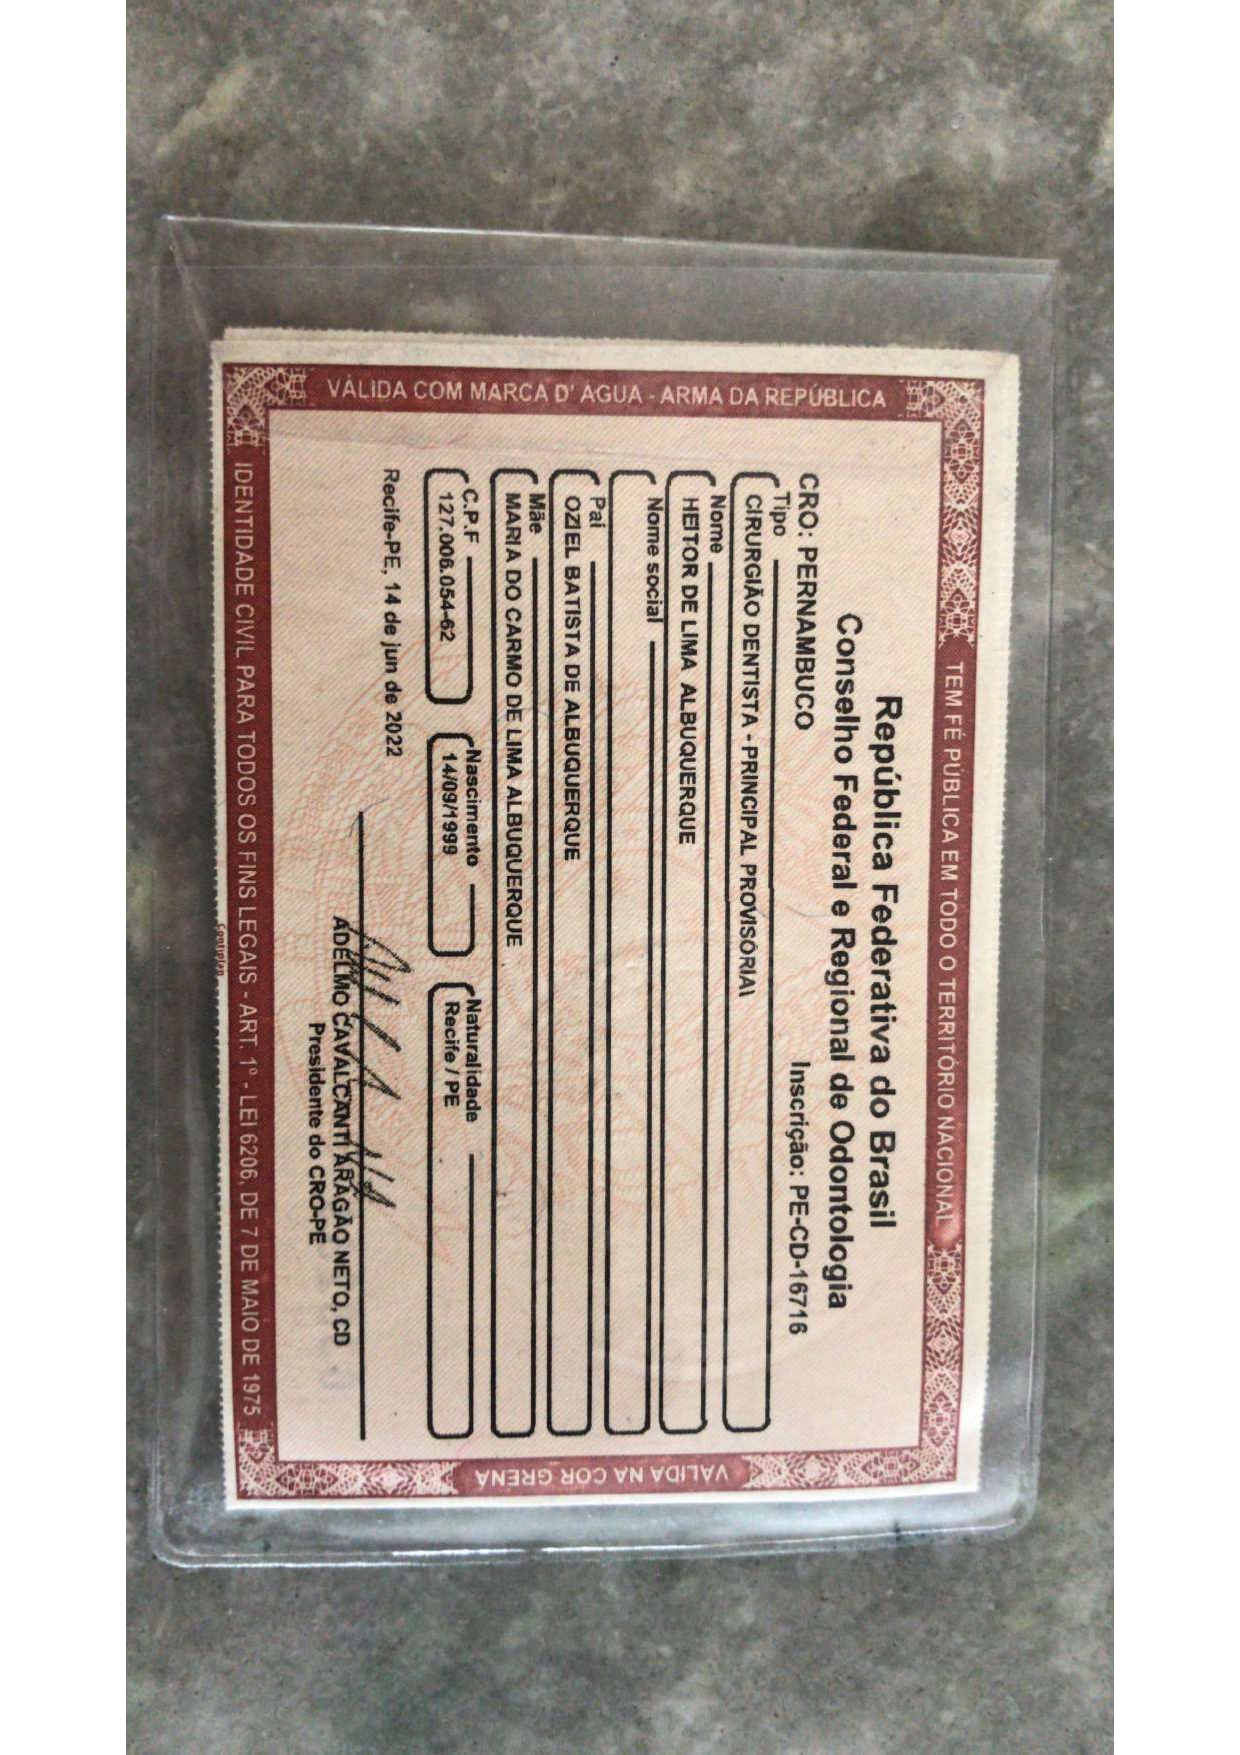 TEM FÉ PÚBLICA EM TODO O TERRITÓRIO NACIONAL
VÁLIDA COM MARCA D' ÁGUA - ARMA DA REPÚBLICA
República Federativa do Brasil
Conselho Federal e Regional de Odontologia
CRO: PERNAMBUCO Inscrição: PE-CD-16716
Tipo
CIRURGIÃO DENTISTA - PRINCIPAL PROVISÓRIAI
Nome
HEITOR DE LIMA ALBUQUERQUE
Nome social
Pai
OZIEL BATISTA DE ALBUQUERQUE
Mãe
MARIA DO CARMO DE LIMA ALBUQUERQUE
C.P.F Nascimento Naturalidade
127.006.054-62 14/09/1999 Recife / PE
Recife-PE, 14 de jun de 2022
ADELMO CAVALCANTI ARAGÃO NETO, CD
Presidente do CRO-PE
VALIDA NA COR GRENÁ
IDENTIDADE CIVIL PARA TODOS OS FINS LEGAIS - ART. 1º - LEI 6206, DE 7 DE MAIO DE 1975